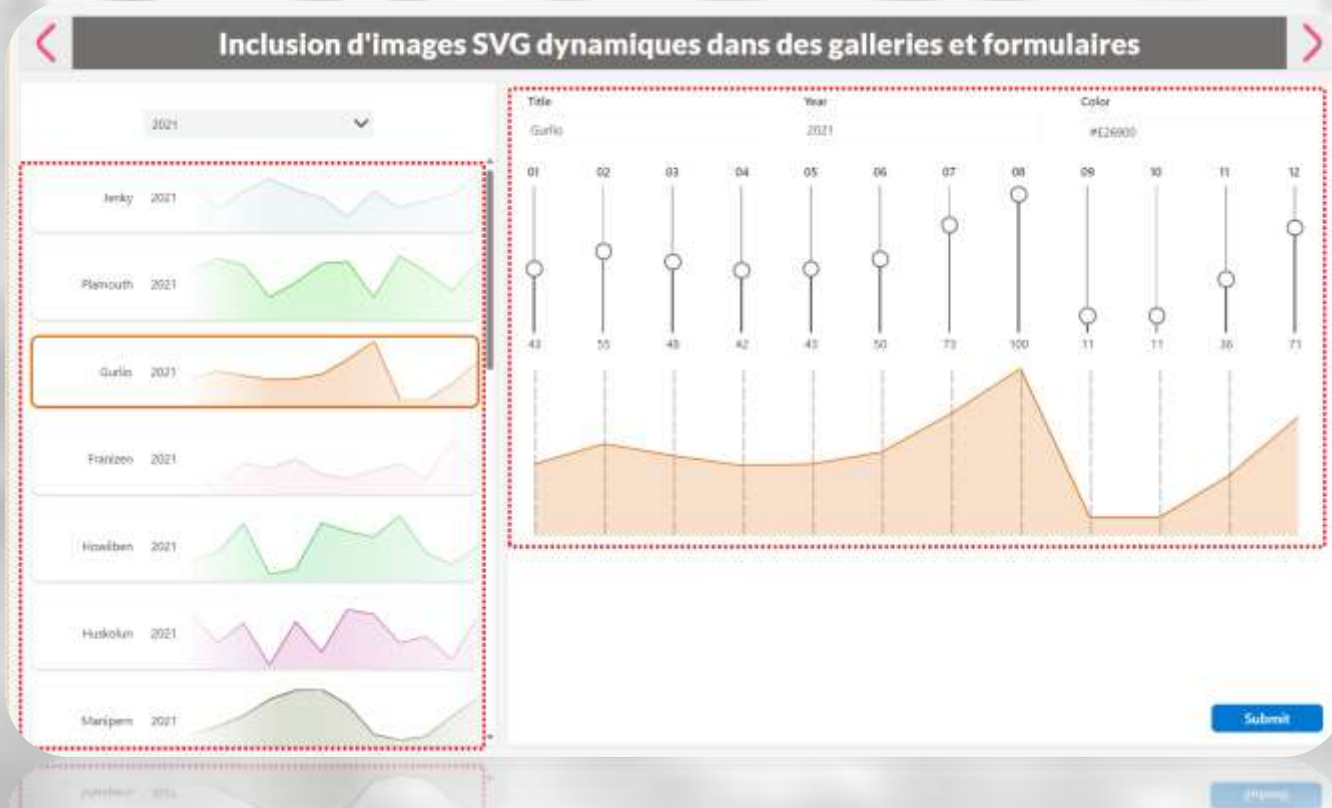 Inclusion d'images SVG dynamiques dans des galleries et formulaires
2021
Jenky 2021
Plamouth 2021
Gurlio 2021
Franizen 2021
Howilben 2021
Huskolun 2021
Manipem 2021
Title Year Color
Gurlio 2021 #E26900
01 02 03 04 05 06 07 08 09 10 11 12
43 55 48 42 43 50 73 100 11 11 36 71
Submit